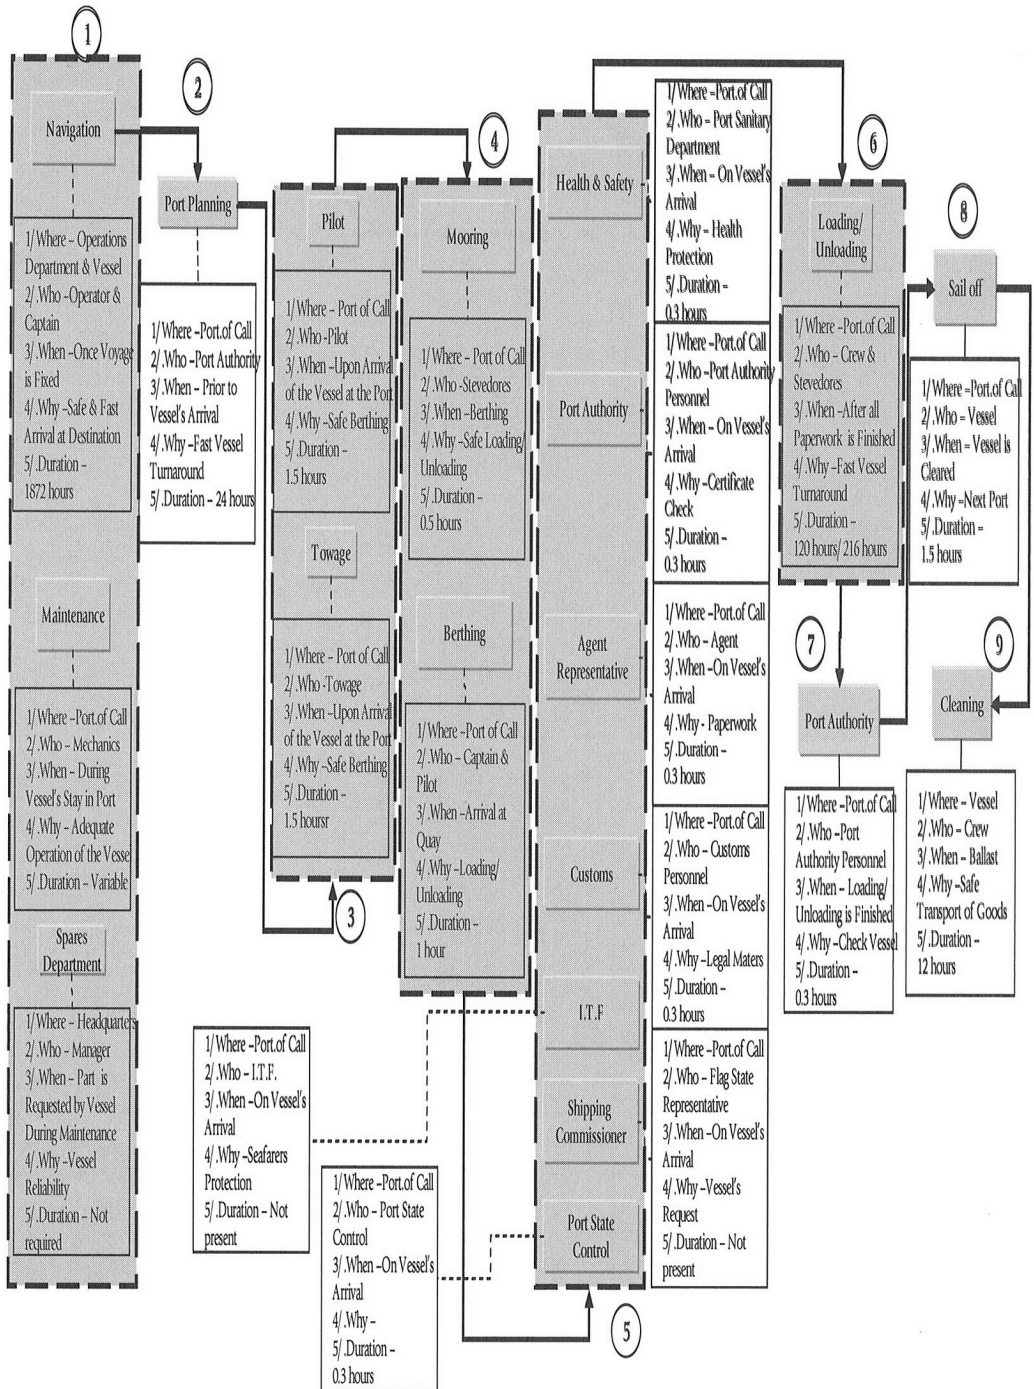 1
Navigation
1/ Where – Operations
Department & Vessel
2/ .Who –Operator &
Captain
3/ .When –Once Voyage
is Fixed
4/ .Why –Safe & Fast
Arrival at Destination
5/ .Duration –
1872 hours
Maintenance
1/ Where –Port.of Call
2/ .Who – Mechanics
3/ .When – During
Vessel's Stay in Port
4/ .Why – Adequate
Operation of the Vessel
5/ .Duration – Variable
Spares
Department
1/ Where – Headquarters
2/ .Who – Manager
3/ .When – Part is
Requested by Vessel
During Maintenance
4/ .Why –Vessel
Reliability
5/ .Duration – Not
required
2
Port Planning
1/ Where –Port.of Call
2/ .Who –Port Authority
3/ .When – Prior to
Vessel's Arrival
4/ .Why –Fast Vessel
Turnaround
5/ .Duration – 24 hours
Pilot
1/ Where – Port of Call
2/ .Who -Pilot
3/ .When –Upon Arrival
of the Vessel at the Port
4/ .Why –Safe Berthing
5/ .Duration –
1.5 hours
Towage
1/ Where – Port of Call
2/ .Who -Towage
3/ .When –Upon Arrival
of the Vessel at the Port
4/ .Why –Safe Berthing
5/ .Duration –
1.5 hoursr
3
4
Mooring
1/ Where – Port of Call
2/ .Who -Stevedores
3/ .When –Berthing
4/ .Why –Safe Loading/
Unloading
5/ .Duration –
0.5 hours
Berthing
1/ Where –Port of Call
2/ .Who – Captain &
Pilot
3/ .When –Arrival at
Quay
4/ .Why –Loading/
Unloading
5/ .Duration –
1 hour
Health & Safety
1/ Where –Port.of Call
2/ .Who – Port Sanitary
Department
3/ .When – On Vessel's
Arrival
4/ .Why – Health
Protection
5/ .Duration –
0.3 hours
Port Authority
1/ Where –Port.of Call
2/ .Who –Port Authority
Personnel
3/ .When – On Vessel's
Arrival
4/ .Why –Certificate
Check
5/ .Duration –
0.3 hours
Agent
Representative
1/ Where –Port.of Call
2/ .Who – Agent
3/ .When –On Vessel's
Arrival
4/ .Why - Paperwork
5/ .Duration –
0.3 hours
Customs
1/ Where –Port.of Call
2/ .Who – Customs
Personnel
3/ .When –On Vessel's
Arrival
4/ .Why –Legal Maters
5/ .Duration –
0.3 hours
I.T.F
1/ Where –Port.of Call
2/ .Who – I.T.F.
3/ .When –On Vessel's
Arrival
4/ .Why –Seafarers
Protection
5/ .Duration – Not
present
Shipping
Commissioner
1/ Where –Port.of Call
2/ .Who – Flag State
Representative
3/ .When –On Vessel's
Arrival
4/ .Why –Vessel's
Request
5/ .Duration – Not
present
Port State
Control
1/ Where –Port.of Call
2/ .Who – Port State
Control
3/ .When –On Vessel's
Arrival
4/ .Why –
5/ .Duration –
0.3 hours
5
6
Loading/
Unloading
1/ Where –Port.of Call
2/ .Who – Crew &
Stevedores
3/ .When –After all
Paperwork is Finished
4/ .Why –Fast Vessel
Turnaround
5/ .Duration –
120 hours/ 216 hours
7
Port Authority
1/ Where –Port.of Call
2/ .Who –Port
Authority Personnel
3/ .When – Loading/
Unloading is Finished
4/ .Why –Check Vessel
5/ .Duration –
0.3 hours
8
Sail off
1/ Where –Port.of Call
2/ .Who – Vessel
3/ .When – Vessel is
Cleared
4/ .Why –Next Port
5/ .Duration –
1.5 hours
9
Cleaning
1/ Where – Vessel
2/ .Who – Crew
3/ .When – Ballast
4/ .Why –Safe
Transport of Goods
5/ .Duration –
12 hours